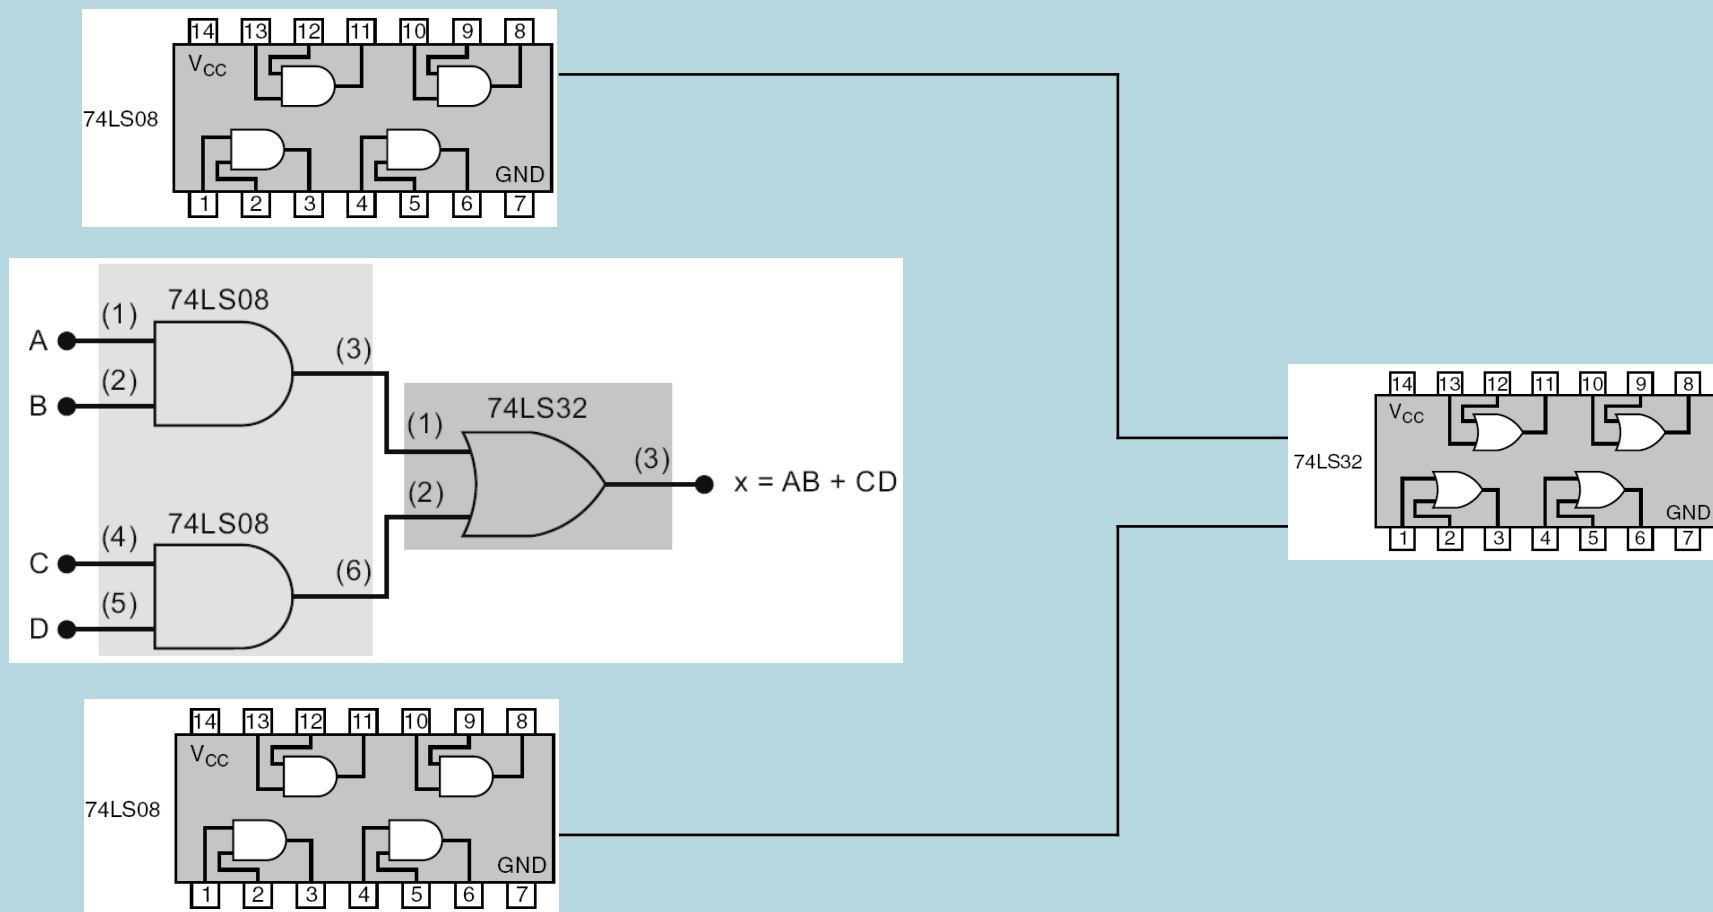 14 13 12 11 10 9 8
VCC
74LS08
GND
1 2 3 4 5 6 7
74LS08
(1)
A
(3)
(2)
B
74LS32
(1)
(3)
x = AB + CD
(2)
74LS08
(4)
C
(6)
(5)
D
14 13 12 11 10 9 8
VCC
74LS32
GND
1 2 3 4 5 6 7
14 13 12 11 10 9 8
VCC
74LS08
GND
1 2 3 4 5 6 7